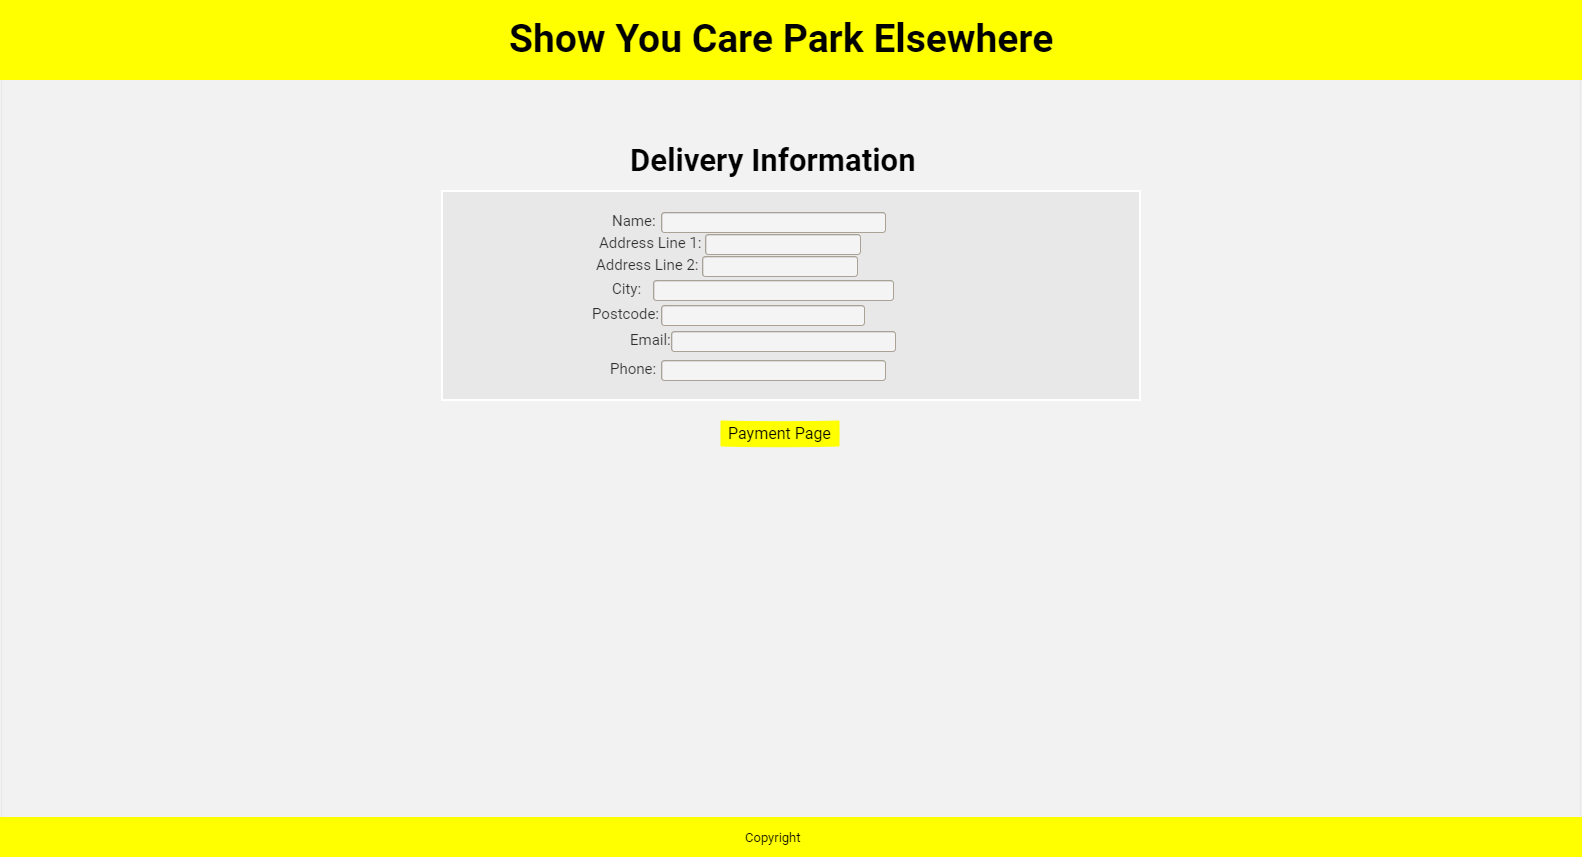 Show You Care Park Elsewhere
Delivery Information
Name:
Address Line 1:
Address Line 2:
City:
Postcode:
Email:
Phone:
Payment Page
Copyright